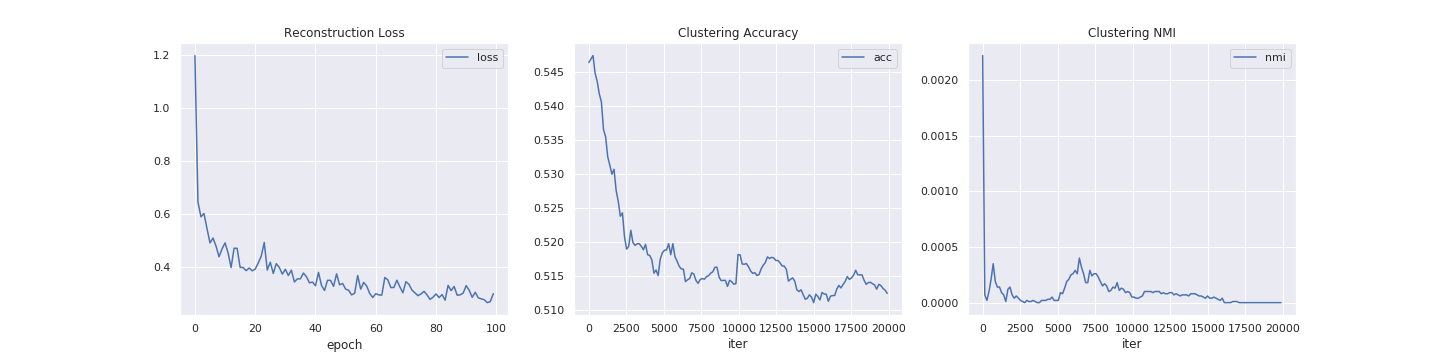 Reconstruction Loss
loss
1.2
1.0
0.8
0.6
0.4
0 20 40 60 80 100
epoch
Clustering Accuracy
acc
0.545
0.540
0.535
0.530
0.525
0.520
0.515
0.510
0 2500 5000 7500 10000 12500 15000 17500 20000
iter
Clustering NMI
nmi
0.0020
0.0015
0.0010
0.0005
0.0000
0 2500 5000 7500 10000 12500 15000 17500 20000
iter